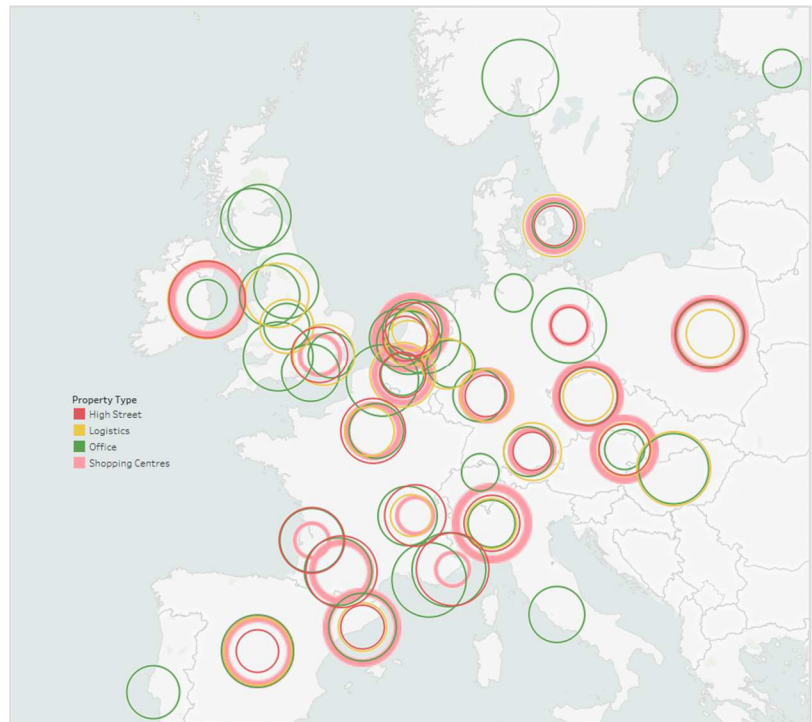 Property Type
High Street
Logistics
Office
Shopping Centres